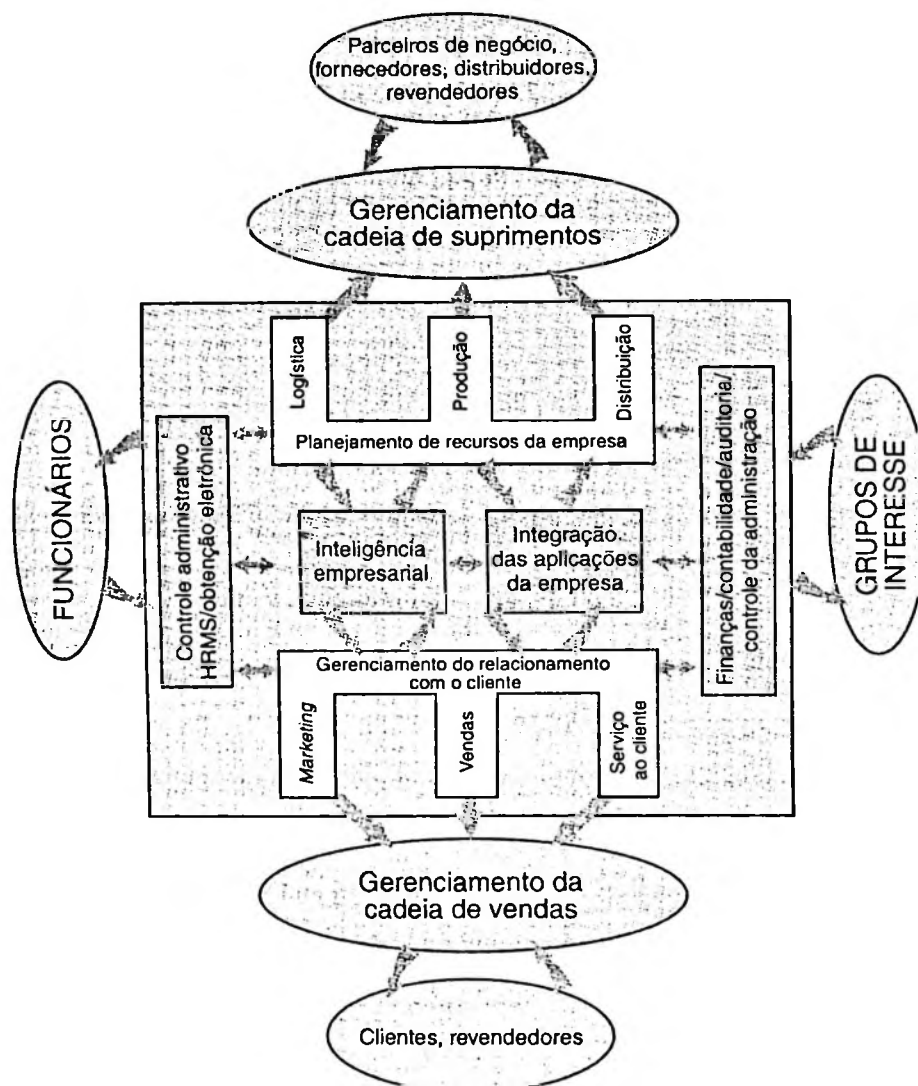 Parceiros de negócio,
fornecedores, distribuidores,
revendedores
Gerenciamento da
cadeia de suprimentos
Logística
Produção
Distribuição
Planejamento de recursos da empresa
FUNCIONÁRIOS
Controle administrativo
HRMS/obtenção eletrônica
Inteligência
empresarial
Integração
das aplicações
da empresa
Finanças/contabilidade/auditoria/
controle da administração
GRUPOS DE
INTERESSE
Gerenciamento do relacionamento
com o cliente
Marketing
Vendas
Serviço
ao cliente
Gerenciamento da
cadeia de vendas
Clientes, revendedores